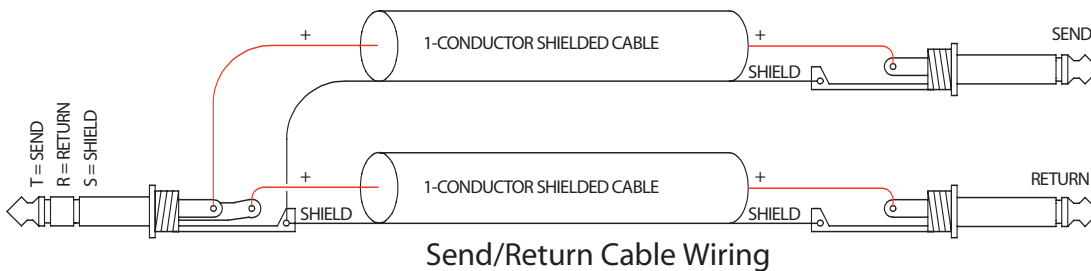 +
1-CONDUCTOR SHIELDED CABLE
+
SEND
SHIELD
T = SEND
R = RETURN
S = SHIELD
+
1-CONDUCTOR SHIELDED CABLE
+
RETURN
SHIELD
SHIELD
Send/Return Cable Wiring